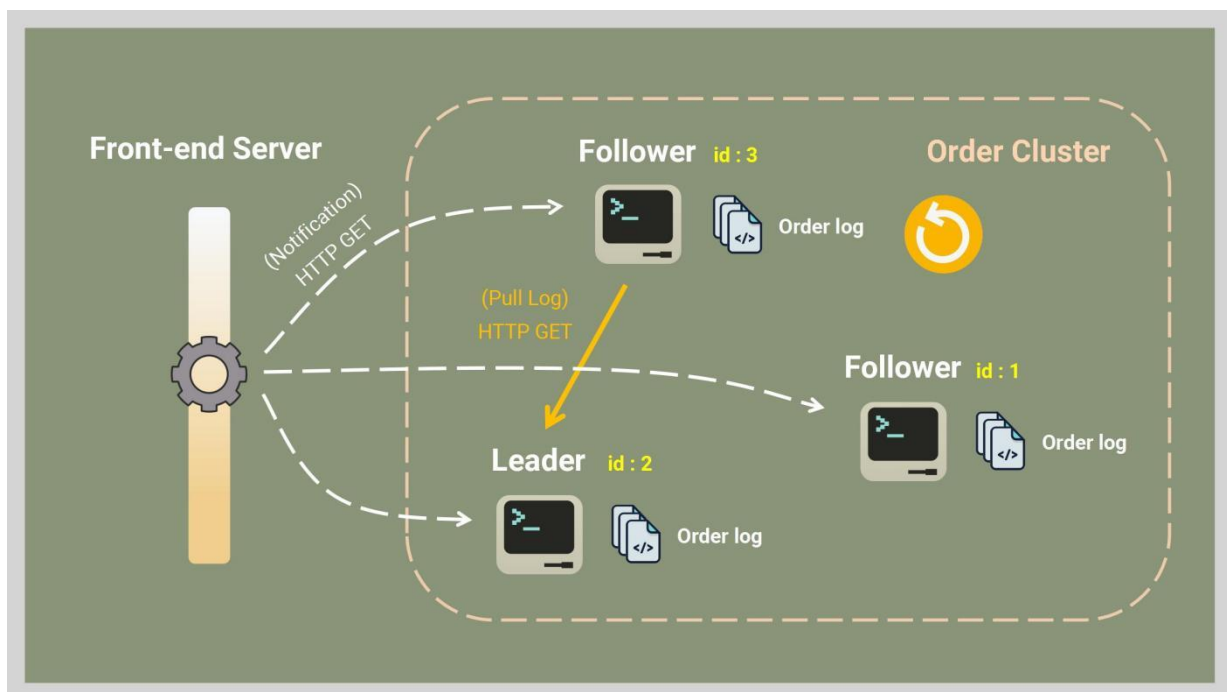 Front-end Server
(Notification)
HTTP GET
Follower id : 3
Order Cluster
>_
</>
Order log
(Pull Log)
HTTP GET
Follower id : 1
>_
</>
Order log
Leader id : 2
>_
</>
Order log